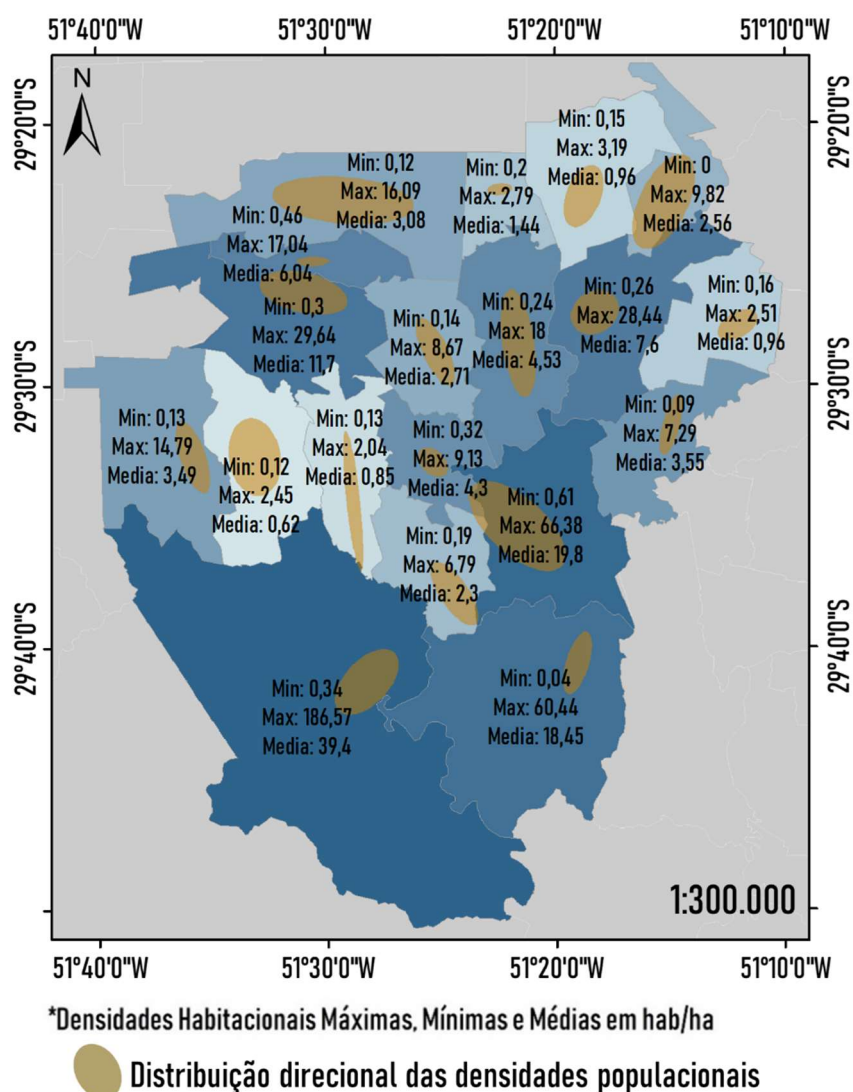 51°40'0"W 51°30'0"W 51°20'0"W 51°10'0"W
N
29°20'0"S
29°20'0"S
Min: 0,15
Max: 3,19
Media: 0,96
Min: 0,12
Max: 16,09
Media: 3,08
Min: 0,2
Max: 2,79
Media: 1,44
Min: 0
Max: 9,82
Media: 2,56
Min: 0,46
Max: 17,04
Media: 6,04
Min: 0,3
Max: 29,64
Media: 11,7
Min: 0,14
Max: 8,67
Media: 2,71
Min: 0,24
Max: 18
Media: 4,53
Min: 0,26
Max: 28,44
Media: 7,6
Min: 0,16
Max: 2,51
Media: 0,96
29°30'0"S
29°30'0"S
Min: 0,13
Max: 14,79
Media: 3,49
Min: 0,12
Max: 2,45
Media: 0,62
Min: 0,13
Max: 2,04
Media: 0,85
Min: 0,32
Max: 9,13
Media: 4,3
Min: 0,09
Max: 7,29
Media: 3,55
Min: 0,61
Max: 66,38
Media: 19,8
Min: 0,19
Max: 6,79
Media: 2,3
29°40'0"S
29°40'0"S
Min: 0,34
Max: 186,57
Media: 39,4
Min: 0,04
Max: 60,44
Media: 18,45
1:300.000
51°40'0"W 51°30'0"W 51°20'0"W 51°10'0"W
*Densidades Habitacionais Máximas, Mínimas e Médias em hab/ha
Distribuição direcional das densidades populacionais